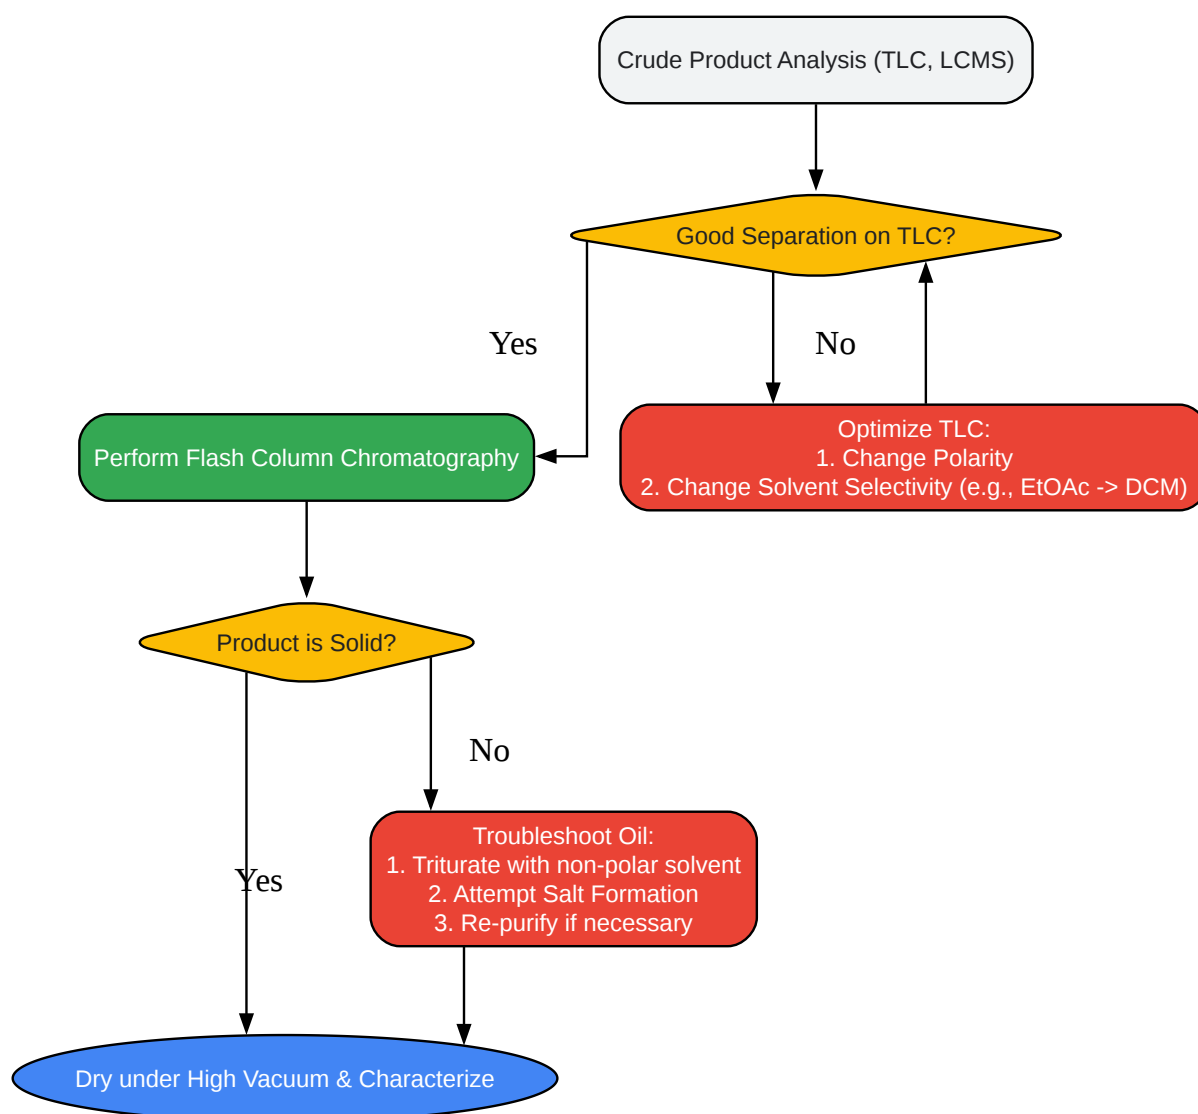 Crude Product Analysis (TLC, LCMS)
Good Separation on TLC?
Yes
No
Optimize TLC:
1. Change Polarity
2. Change Solvent Selectivity (e.g., EtOAc -> DCM)
Perform Flash Column Chromatography
Product is Solid?
No
Troubleshoot Oil:
1. Triturate with non-polar solvent
2. Attempt Salt Formation
3. Re-purify if necessary
Yes
Dry under High Vacuum & Characterize